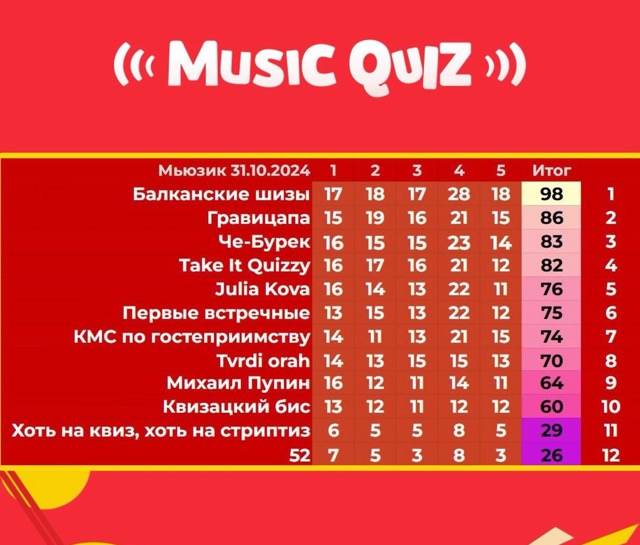 MUSIC QUIZ
Мьюзик 31.10.2024 1 2 3 4 5 Итог
Балканские шизы 17 18 17 28 18 98 1
Гравицапа 15 19 16 21 15 86 2
Че-Бурек 16 15 15 23 14 83 3
Take It Quizzy 16 17 16 21 12 82 4
Julia Kova 16 14 13 22 11 76 5
Первые встречные 13 15 13 22 12 75 6
КМС по гостеприимству 14 11 13 21 15 74 7
Tvrdi orah 14 13 15 15 13 70 8
Михаил Пупин 16 12 11 14 11 64 9
Квизацкий бис 13 12 11 12 12 60 10
Хоть на квиз, хоть на стриптиз 6 5 5 8 5 29 11
52 7 5 3 8 3 26 12